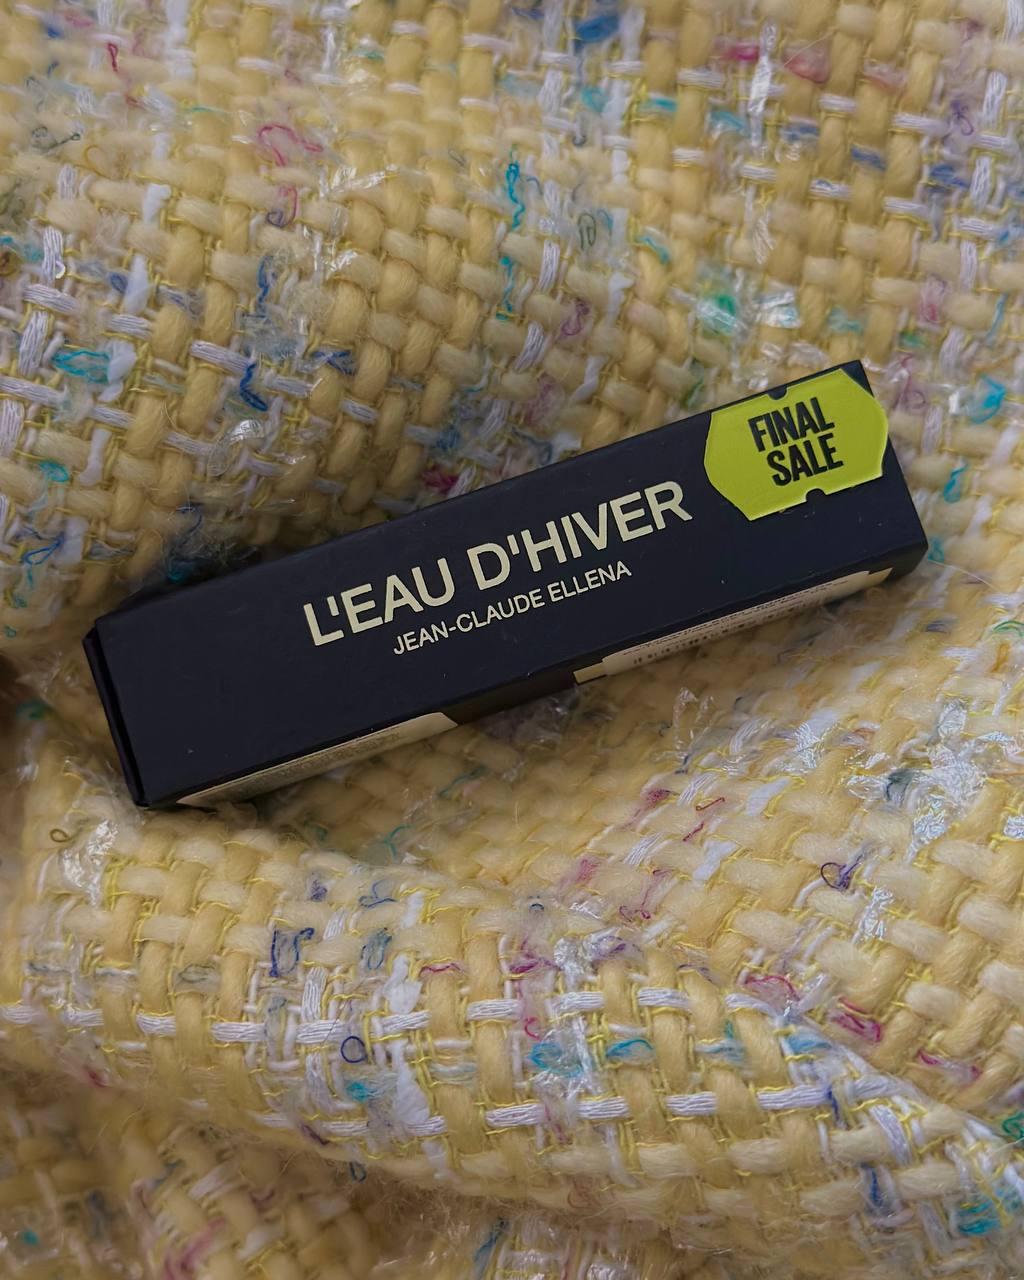 FINAL
SALE
L'EAU D'HIVER
JEAN-CLAUDE ELLENA